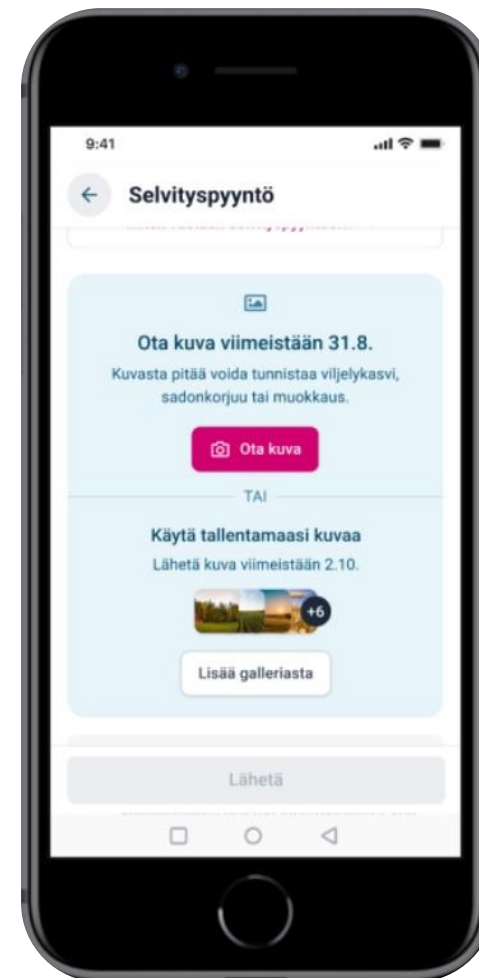 9:41
Selvityspyyntö
Ota kuva viimeistään 31.8.
Kuvasta pitää voida tunnistaa viljelykasvi,
sadonkorjuu tai muokkaus.
Ota kuva
TAI
Käytä tallentamaasi kuvaa
Lähetä kuva viimeistään 2.10.
+6
Lisää galleriasta
Lähetä